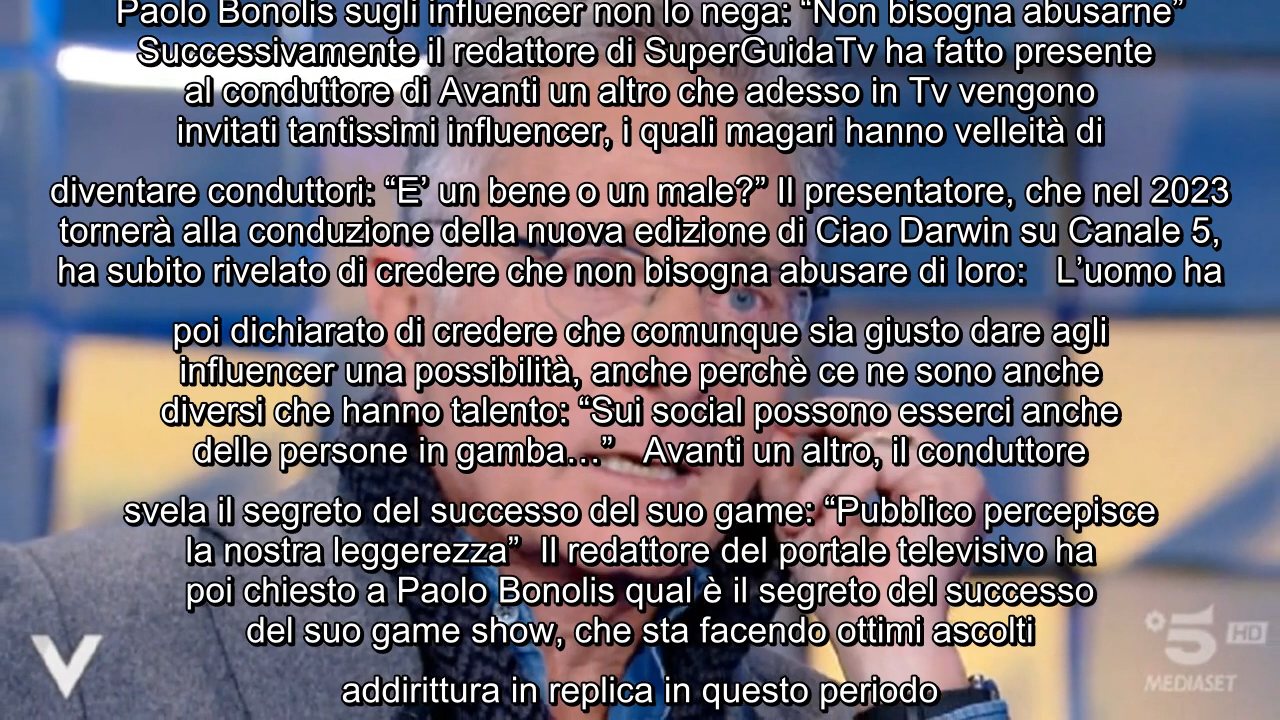 Paolo Bonolis sugli influencer non lo nega: “Non bisogna abusarne”
Successivamente il redattore di SuperGuidaTv ha fatto presente
al conduttore di Avanti un altro che adesso in Tv vengono
invitati tantissimi influencer, i quali magari hanno velleità di
diventare conduttori: “E’ un bene o un male?” Il presentatore, che nel 2023
tornerà alla conduzione della nuova edizione di Ciao Darwin su Canale 5,
ha subito rivelato di credere che non bisogna abusare di loro:   L’uomo ha
poi dichiarato di credere che comunque sia giusto dare agli
influencer una possibilità, anche perchè ce ne sono anche
diversi che hanno talento: “Sui social possono esserci anche
delle persone in gamba…”   Avanti un altro, il conduttore
svela il segreto del successo del suo game: “Pubblico percepisce
la nostra leggerezza”  Il redattore del portale televisivo ha
poi chiesto a Paolo Bonolis qual è il segreto del successo
del suo game show, che sta facendo ottimi ascolti
addirittura in replica in questo periodo
V
5 HD
MEDIASET